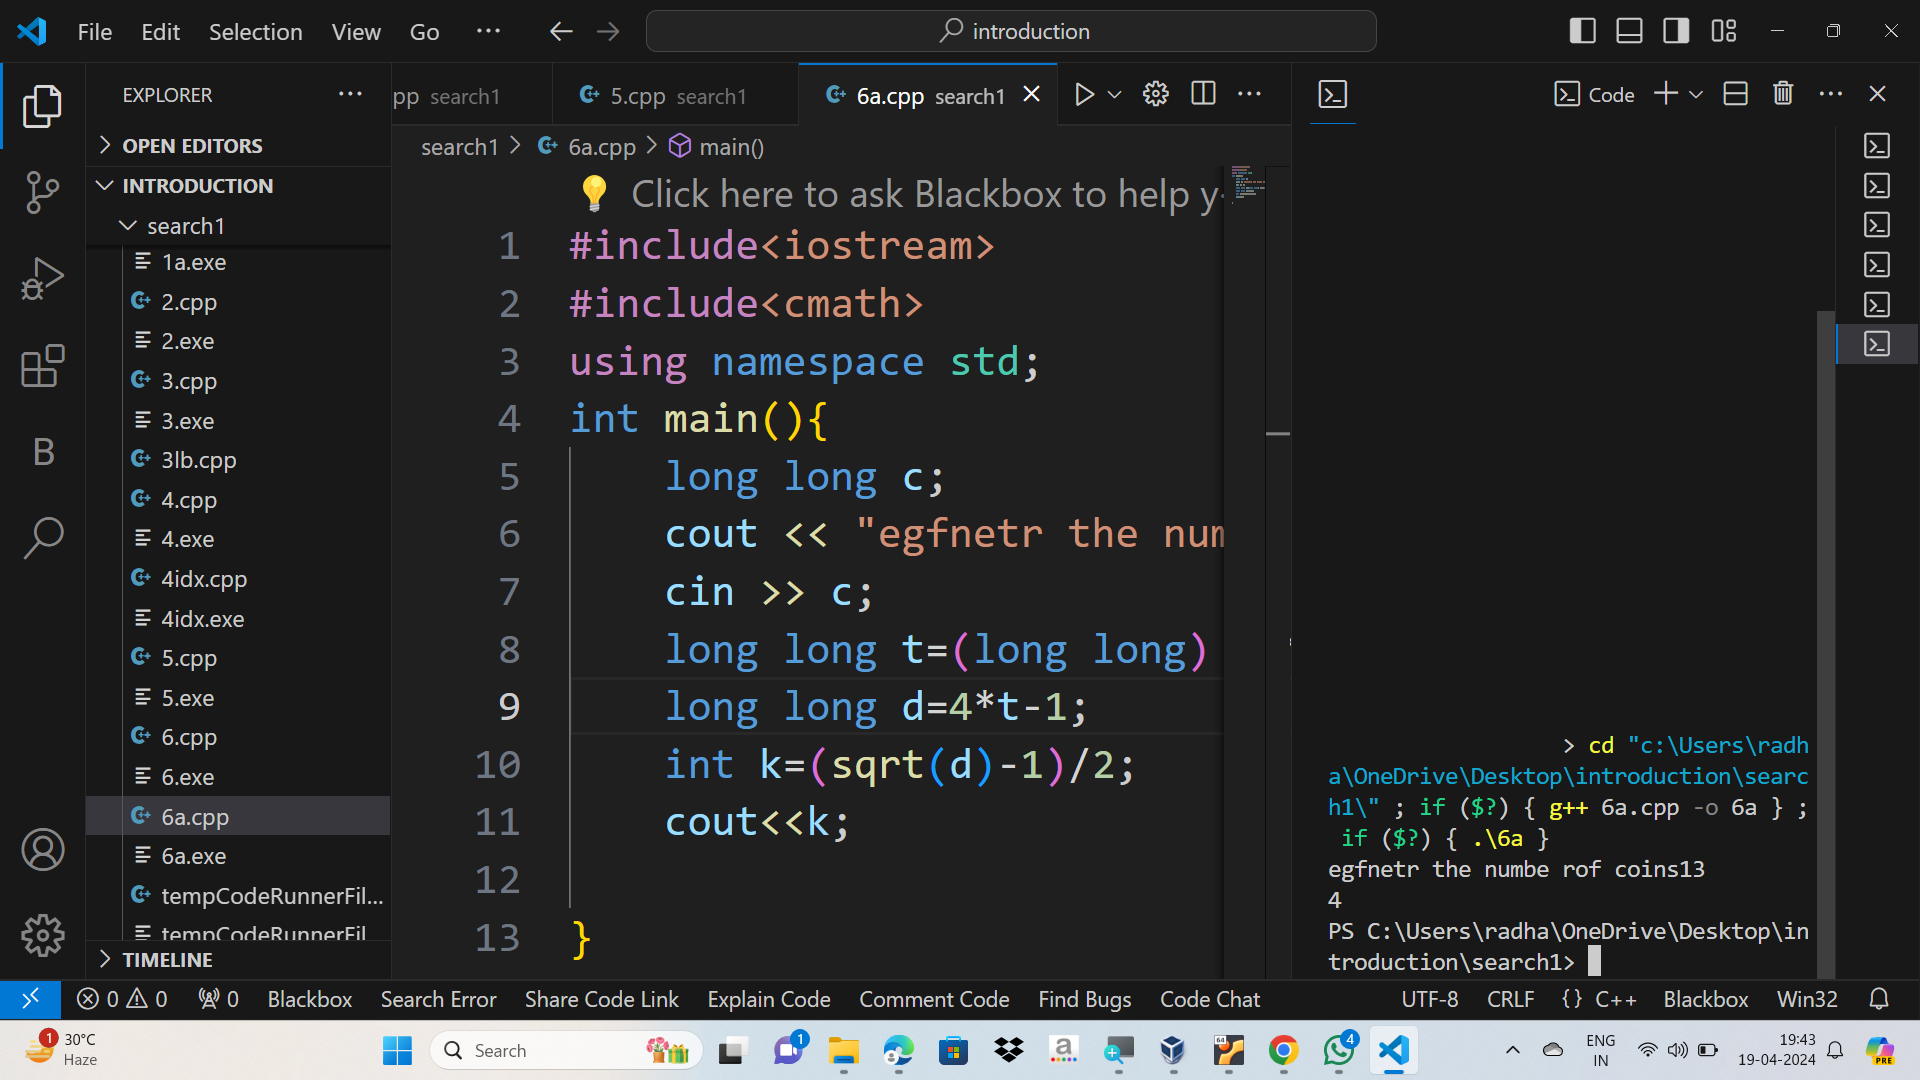 File Edit Selection View Go ··· introduction
EXPLORER ···
OPEN EDITORS
INTRODUCTION
search1
1a.exe
2.cpp
2.exe
3.cpp
3.exe
3lb.cpp
4.cpp
4.exe
4idx.cpp
4idx.exe
5.cpp
5.exe
6.cpp
6.exe
6a.cpp
6a.exe
tempCodeRunnerFil...
tempCodeRunnerFil
TIMELINE
B
pp search1 5.cpp search1 6a.cpp search1
search1 > 6a.cpp > main()
Click here to ask Blackbox to help y
1 #include<iostream>
2 #include<cmath>
3 using namespace std;
4 int main(){
5 long long c;
6 cout << "egfnetr the num
7 cin >> c;
8 long long t=(long long)
9 long long d=4*t-1;
10 int k=(sqrt(d)-1)/2;
11 cout<<k;
12
13 }
Code
> cd "c:\Users\radh
a\OneDrive\Desktop\introduction\searc
h1\" ; if ($?) { g++ 6a.cpp -o 6a } ;
if ($?) { .\6a }
egfnetr the numbe rof coins13
4
PS C:\Users\radha\OneDrive\Desktop\in
troduction\search1>
0 0 0 Blackbox Search Error Share Code Link Explain Code Comment Code Find Bugs Code Chat UTF-8 CRLF {} C++ Blackbox Win32
1 30°C
Haze
Search
1
a
64
4
ENG
IN
19:43
19-04-2024
PRE